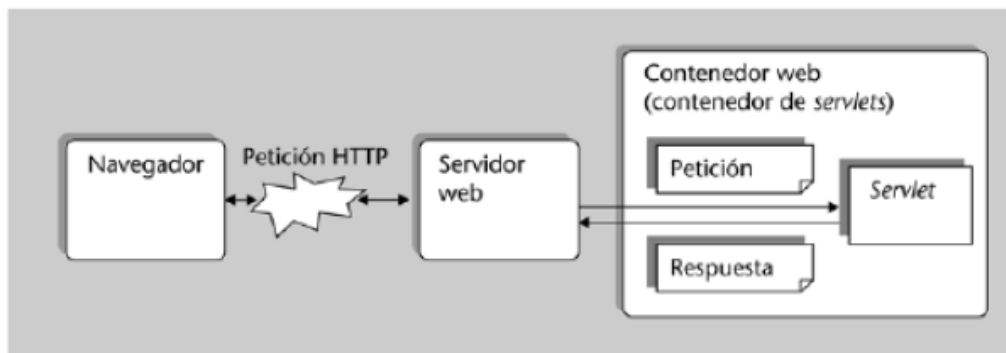 Navegador
Petición HTTP
Servidor
web
Contenedor web
(contenedor de servlets)
Petición
Servlet
Respuesta